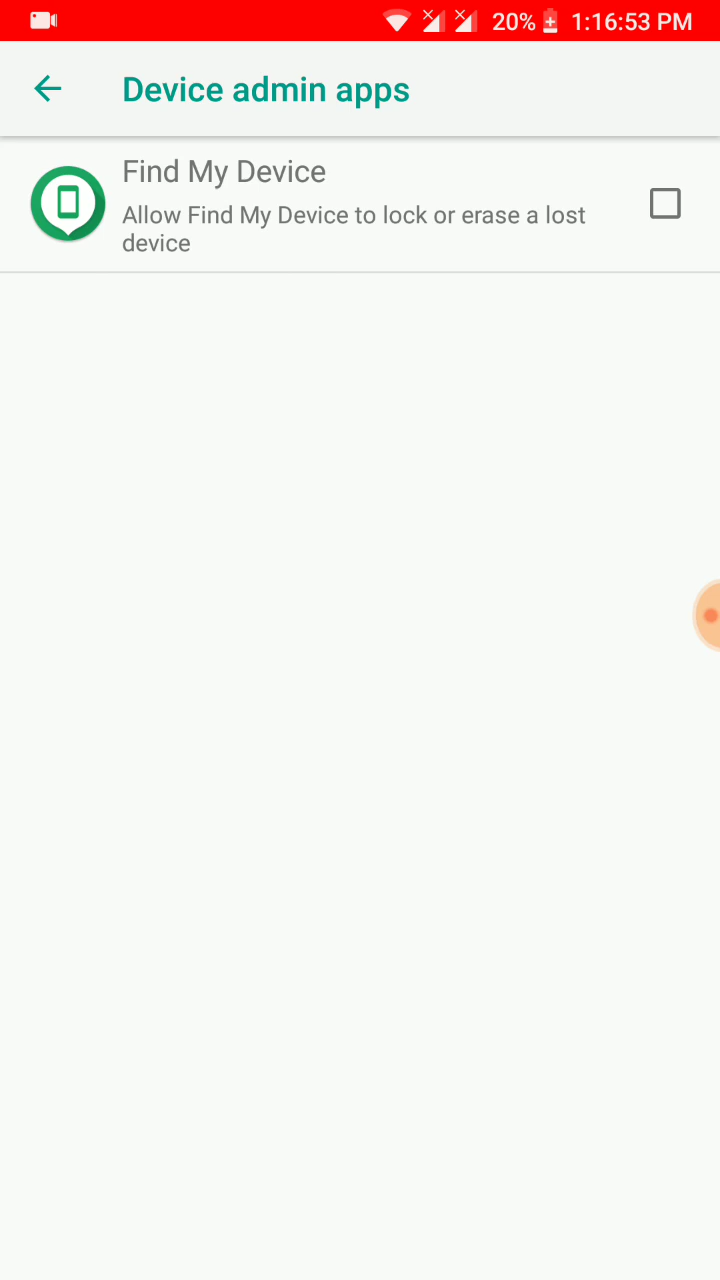 20% 1:16:53 PM
Device admin apps
Find My Device
Allow Find My Device to lock or erase a lost
device